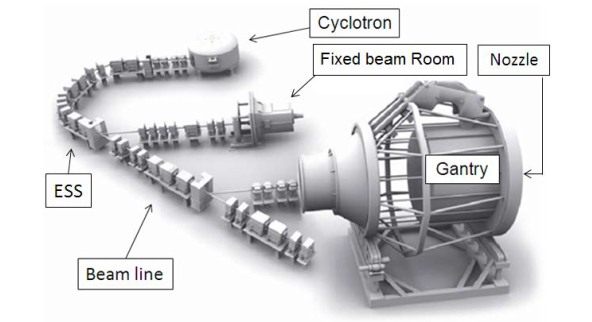 Cyclotron
Fixed beam Room
Nozzle
Gantry
ESS
Beam line